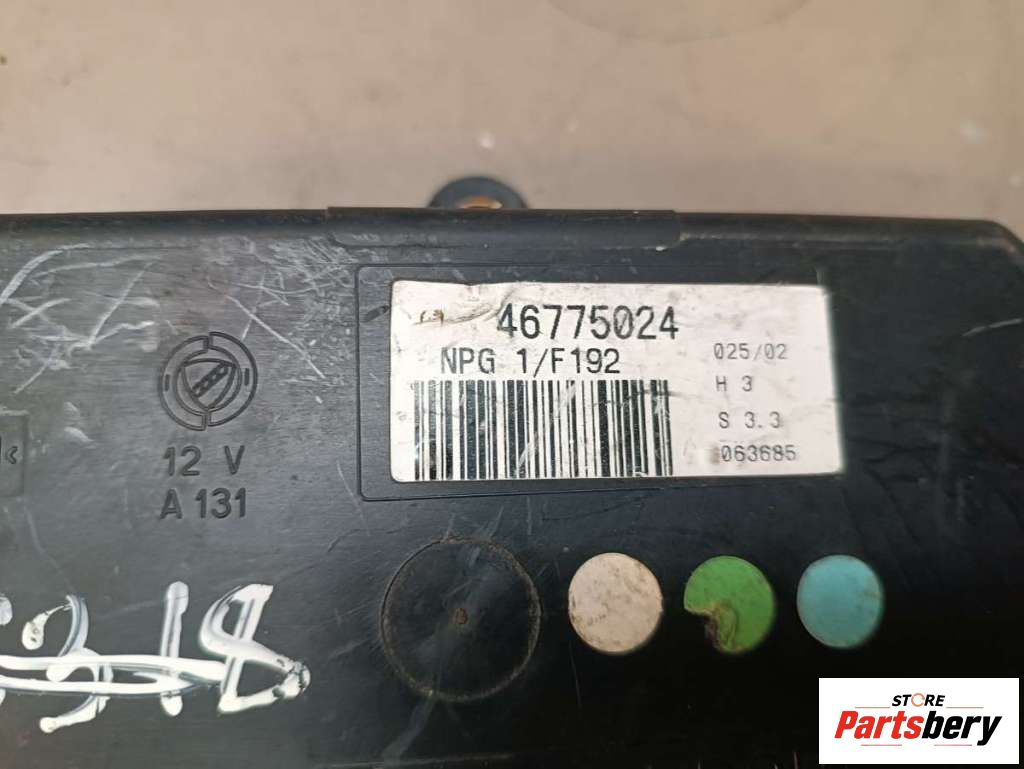 46775024
NPG 1/F192
025/02
H 3
S 3.3
063685
12 V
A 131
STORE
Partsbery